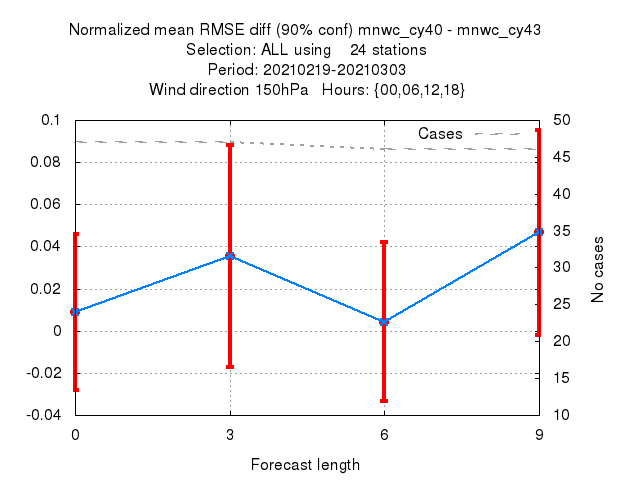 Normalized mean RMSE diff (90% conf) mnwc_cy40 - mnwc_cy43
Selection: ALL using    24 stations
Period: 20210219-20210303
Wind direction 150hPa   Hours: {00,06,12,18}
Cases
0.1
0.08
0.06
0.04
0.02
0
-0.02
-0.04
50
45
40
35
30
25
20
15
10
No cases
0 3 6 9
Forecast length